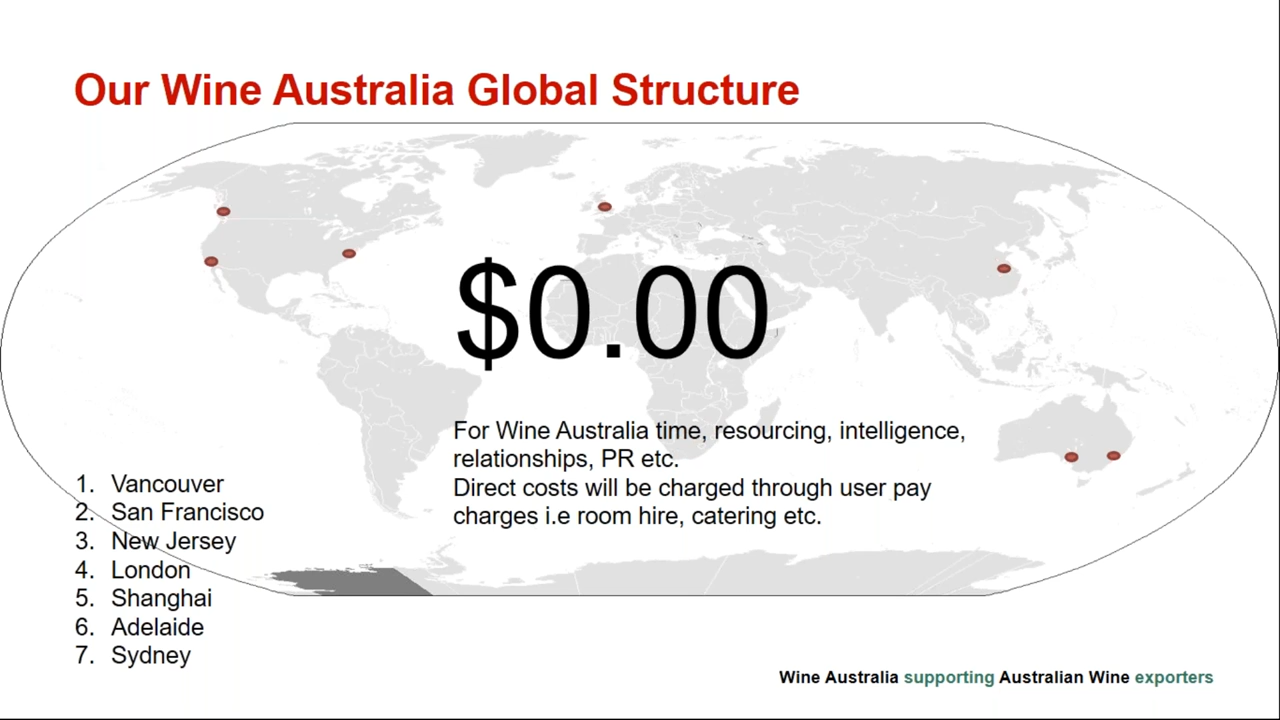 Our Wine Australia Global Structure
$0.00
For Wine Australia time, resourcing, intelligence,
relationships, PR etc.
Direct costs will be charged through user pay
charges i.e room hire, catering etc.
1. Vancouver
2. San Francisco
3. New Jersey
4. London
5. Shanghai
6. Adelaide
7. Sydney
Wine Australia supporting Australian Wine exporters